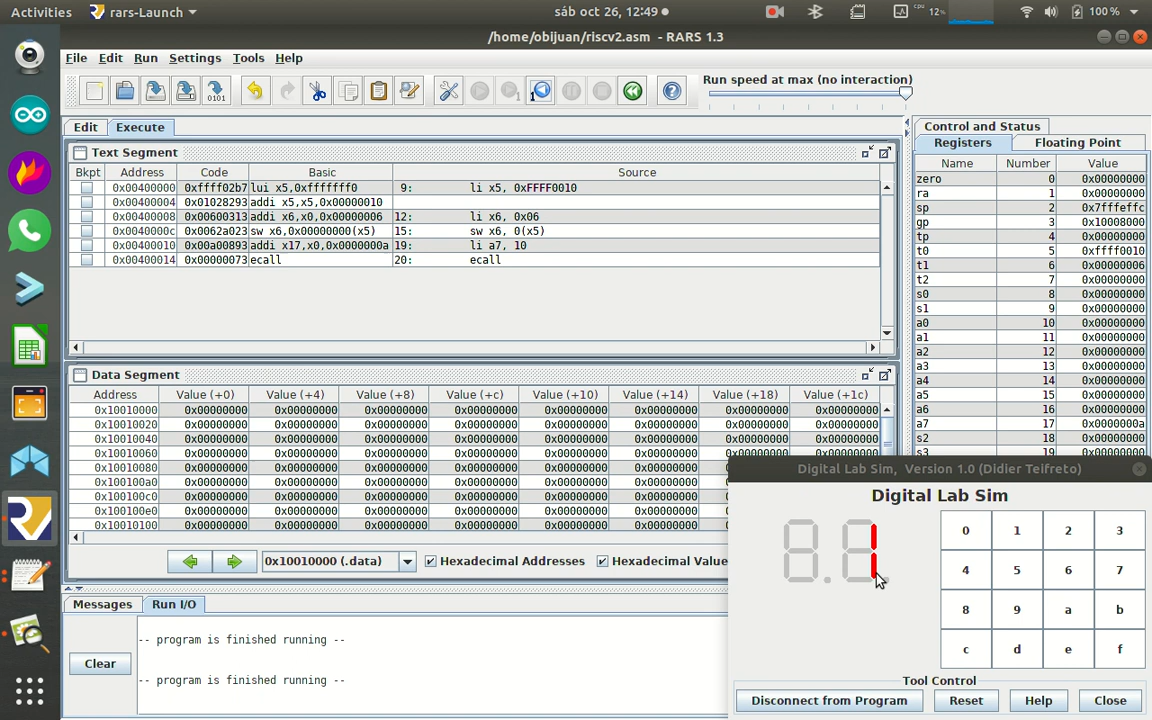 Activities rars-Launch sáb oct 26, 12:49 cpu 12% 100 %
/home/obijuan/riscv2.asm - RARS 1.3
File Edit Run Settings Tools Help
Run speed at max (no interaction)
Edit Execute
Text Segment
Bkpt Address Code Basic Source
0x00400000 0xffff02b7 lui x5,0xfffffff0 9: li x5, 0xFFFF0010
0x00400004 0x01028293 addi x5,x5,0x00000010
0x00400008 0x00600313 addi x6,x0,0x00000006 12: li x6, 0x06
0x0040000c 0x0062a023 sw x6,0x00000000(x5) 15: sw x6, 0(x5)
0x00400010 0x00a00893 addi x17,x0,0x0000000a 19: li a7, 10
0x00400014 0x00000073 ecall 20: ecall
Data Segment
Address Value (+0) Value (+4) Value (+8) Value (+c) Value (+10) Value (+14) Value (+18) Value (+1c)
0x10010000 0x00000000 0x00000000 0x00000000 0x00000000 0x00000000 0x00000000 0x00000000 0x00000000
0x10010020 0x00000000 0x00000000 0x00000000 0x00000000 0x00000000 0x00000000 0x00000000 0x00000000
0x10010040 0x00000000 0x00000000 0x00000000 0x00000000 0x00000000 0x00000000 0x00000000 0x00000000
0x10010060 0x00000000 0x00000000 0x00000000 0x00000000 0x00000000 0x00000000 0x00000000 0x00000000
0x10010080 0x00000000 0x00000000 0x00000000 0x00000000 0x00000000 0x00000000
0x100100a0 0x00000000 0x00000000 0x00000000 0x00000000 0x00000000 0x00000000
0x100100c0 0x00000000 0x00000000 0x00000000 0x00000000 0x00000000 0x00000000
0x100100e0 0x00000000 0x00000000 0x00000000 0x00000000 0x00000000 0x00000000
0x10010100 0x00000000 0x00000000 0x00000000 0x00000000 0x00000000 0x00000000
0x10010000 (.data) Hexadecimal Addresses Hexadecimal Value
Messages Run I/O
-- program is finished running --
Clear
-- program is finished running --
Control and Status
Registers Floating Point
Name Number Value
zero 0 0x00000000
ra 1 0x00000000
sp 2 0x7fffeffc
gp 3 0x10008000
tp 4 0x00000000
t0 5 0xffff0010
t1 6 0x00000006
t2 7 0x00000000
s0 8 0x00000000
s1 9 0x00000000
a0 10 0x00000000
a1 11 0x00000000
a2 12 0x00000000
a3 13 0x00000000
a4 14 0x00000000
a5 15 0x00000000
a6 16 0x00000000
a7 17 0x0000000a
s2 18 0x00000000
Digital Lab Sim, Version 1.0 (Didier Teifreto)
Digital Lab Sim
0 1 2 3
4 5 6 7
8 9 a b
c d e f
Tool Control
Disconnect from Program Reset Help Close